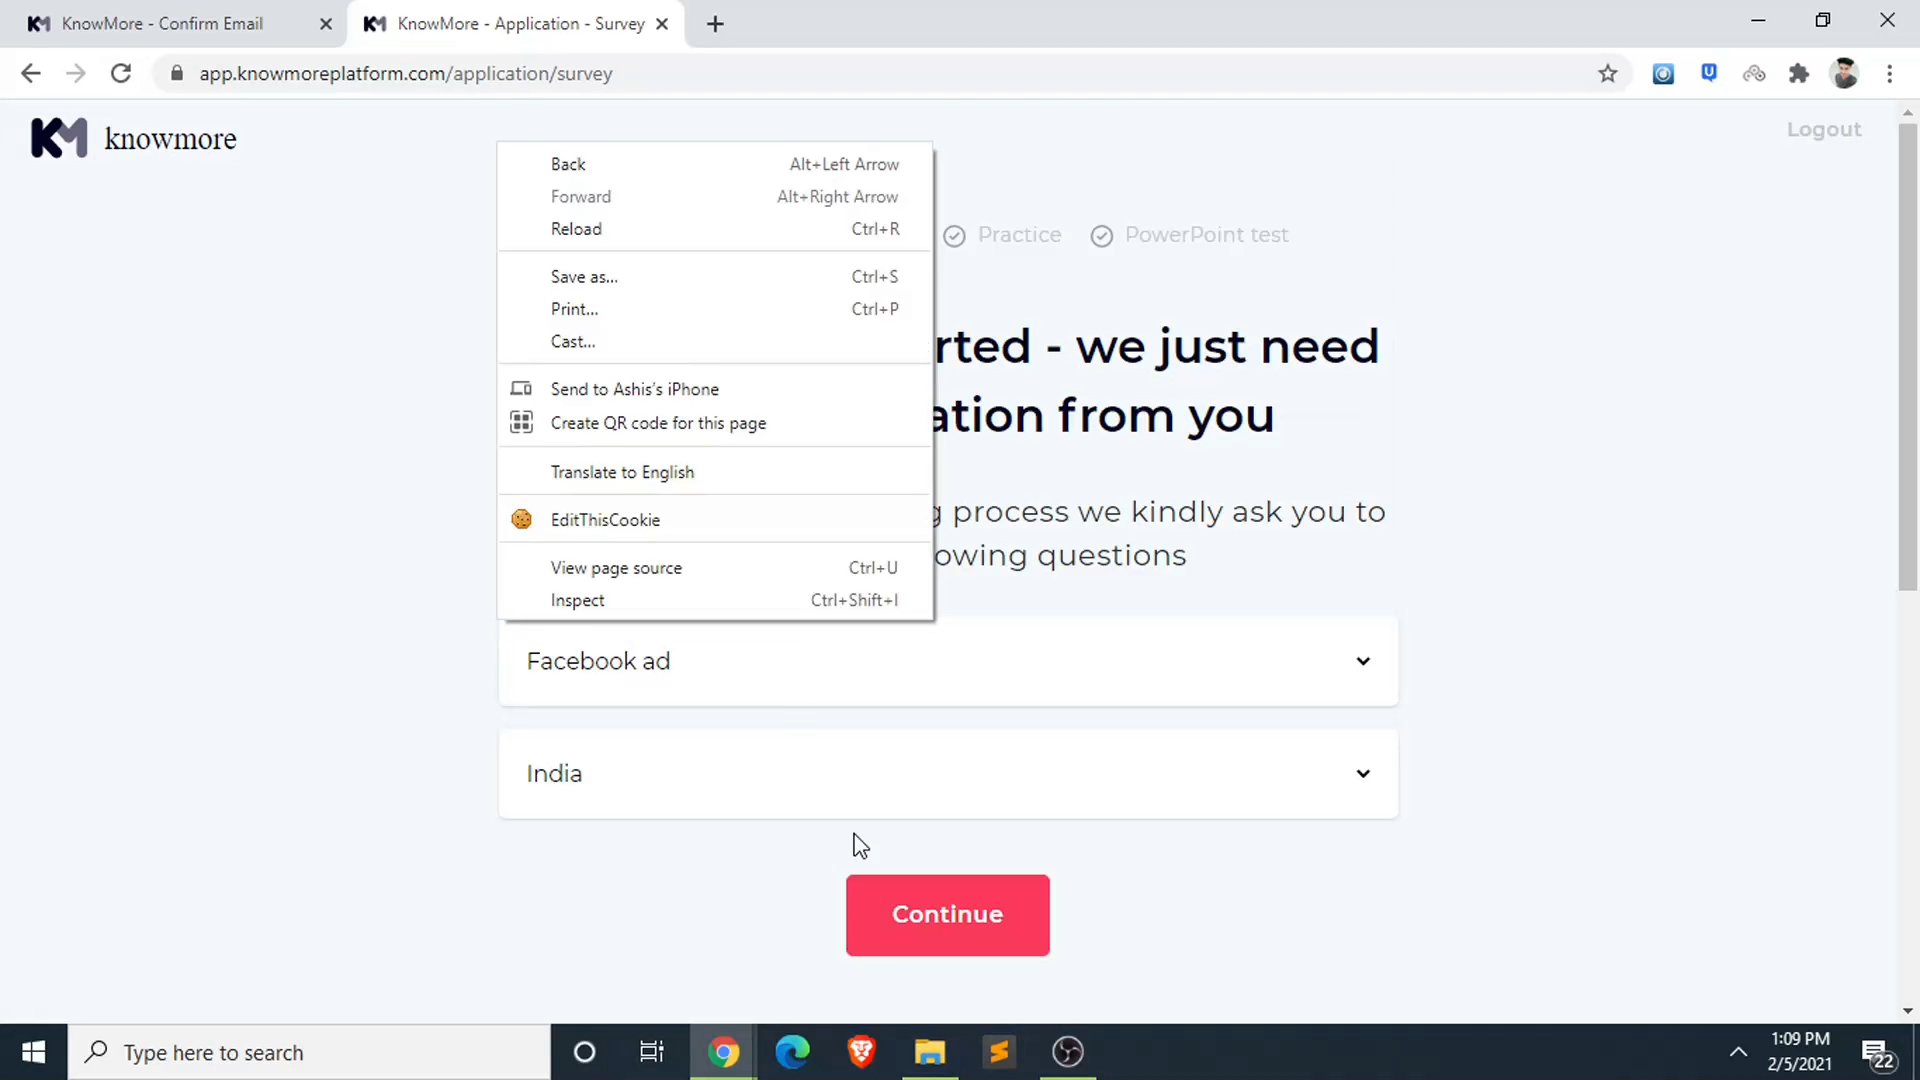 KnowMore - Confirm Email
KnowMore - Application - Survey
app.knowmoreplatform.com/application/survey
KM knowmore
Logout
Back Alt+Left Arrow
Forward Alt+Right Arrow
Reload Ctrl+R
Save as... Ctrl+S
Print... Ctrl+P
Cast...
Send to Ashis's iPhone
Create QR code for this page
Translate to English
EditThisCookie
View page source Ctrl+U
Inspect Ctrl+Shift+I
Practice PowerPoint test
rted - we just need
ation from you
g process we kindly ask you to
owing questions
Facebook ad
India
Continue
Type here to search
1:09 PM
2/5/2021
22